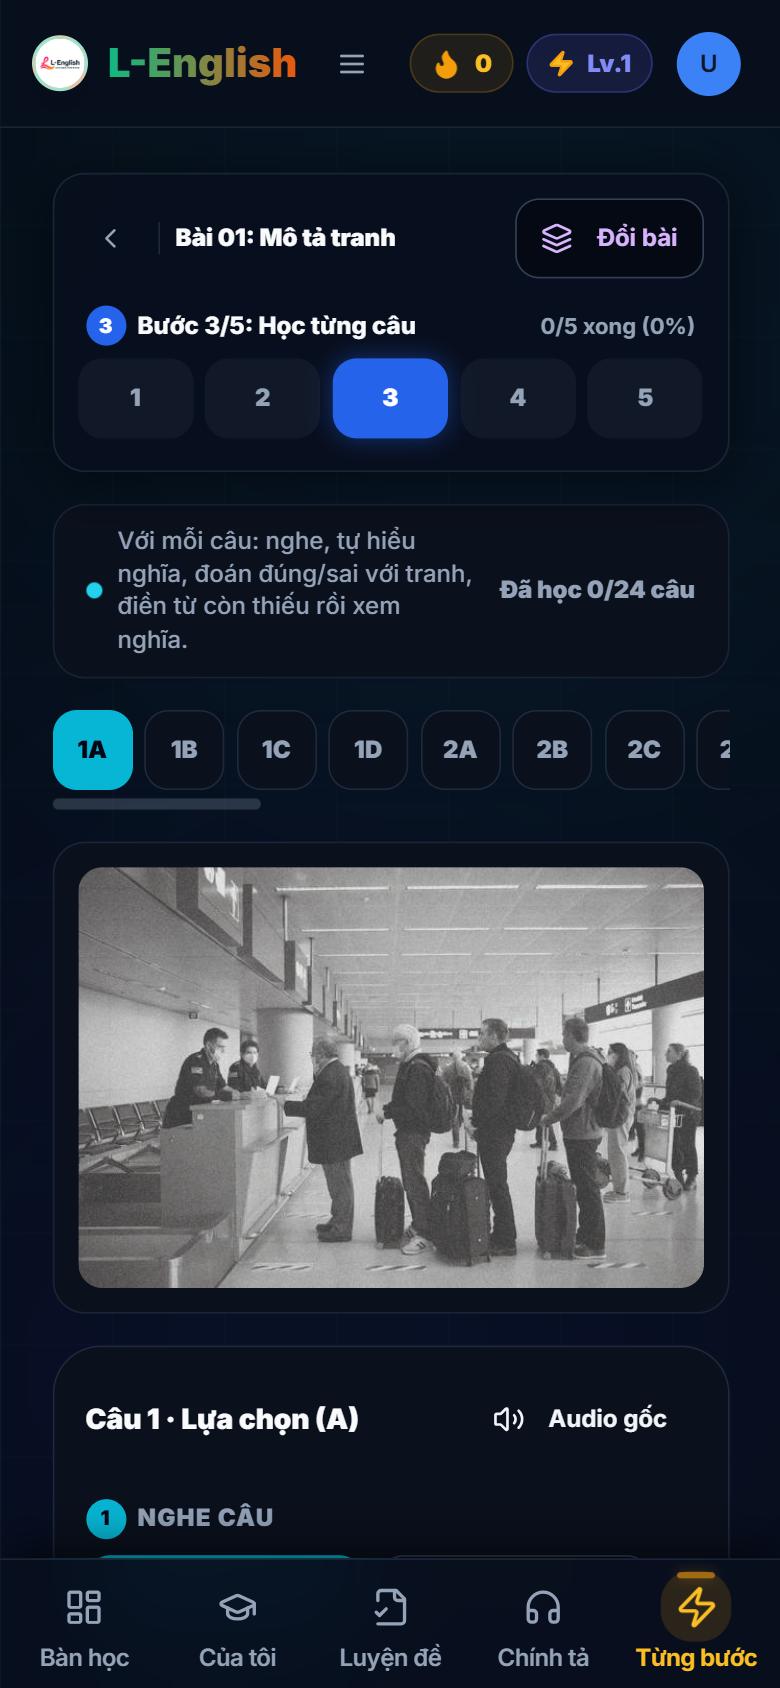 L-English
L-English
0
Lv.1
U
Bài 01: Mô tả tranh
Đổi bài
3 Bước 3/5: Học từng câu
0/5 xong (0%)
1 2 3 4 5
Với mỗi câu: nghe, tự hiểu
nghĩa, đoán đúng/sai với tranh,
điền từ còn thiếu rồi xem
nghĩa.
Đã học 0/24 câu
1A 1B 1C 1D 2A 2B 2C 2
Câu 1 · Lựa chọn (A)
Audio gốc
1 NGHE CÂU
Bàn học
Của tôi
Luyện đề
Chính tả
Từng bước